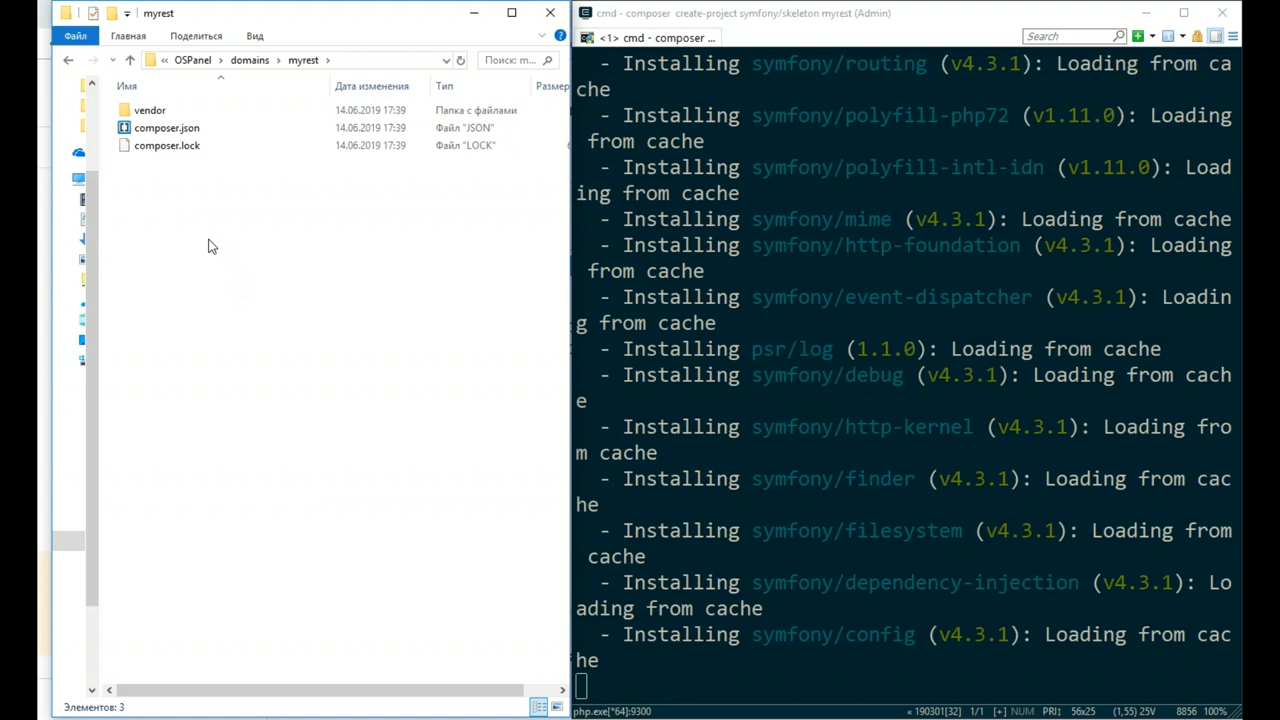 myrest
Файл
Главная
Поделиться
Вид
« OSPanel > domains > myrest >
Поиск: m...
Имя
Дата изменения
Тип
Размер
vendor 14.06.2019 17:39 Папка с файлами
composer.json 14.06.2019 17:39 Файл "JSON"
composer.lock 14.06.2019 17:39 Файл "LOCK"
Элементов: 3
cmd - composer create-project symfony/skeleton myrest (Admin)
<1> cmd - composer ...
Search
- Installing symfony/routing (v4.3.1): Loading from ca
che
- Installing symfony/polyfill-php72 (v1.11.0): Loading
from cache
- Installing symfony/polyfill-intl-idn (v1.11.0): Load
ing from cache
- Installing symfony/mime (v4.3.1): Loading from cache
- Installing symfony/http-foundation (v4.3.1): Loading
from cache
- Installing symfony/event-dispatcher (v4.3.1): Loadin
g from cache
- Installing psr/log (1.1.0): Loading from cache
- Installing symfony/debug (v4.3.1): Loading from cach
e
- Installing symfony/http-kernel (v4.3.1): Loading fro
m cache
- Installing symfony/finder (v4.3.1): Loading from cac
he
- Installing symfony/filesystem (v4.3.1): Loading from
cache
- Installing symfony/dependency-injection (v4.3.1): Lo
ading from cache
- Installing symfony/config (v4.3.1): Loading from cac
he
php.exe[*64]:9300
« 190301[32] 1/1 [+] NUM PRI↕ 56x25 (1,55) 25V 8856 100%